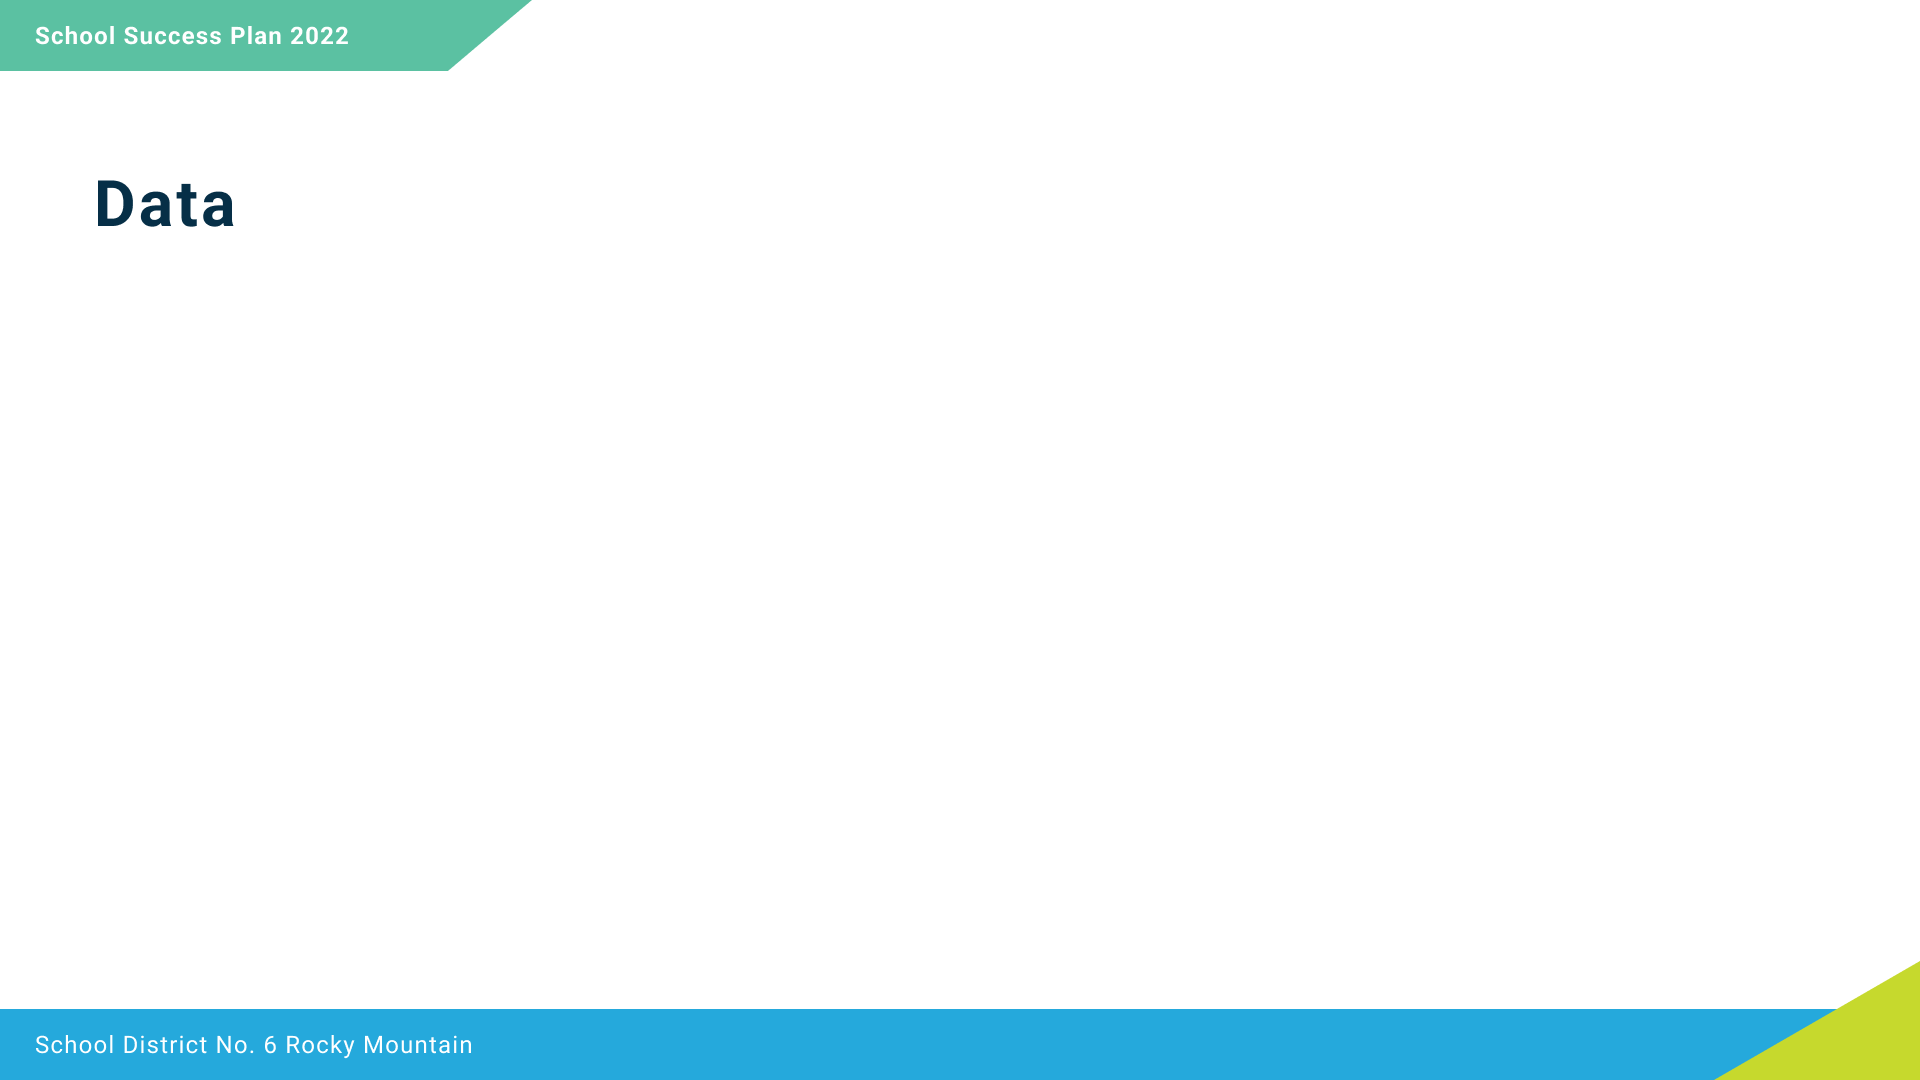 School Success Plan 2022
Data
School District No. 6 Rocky Mountain